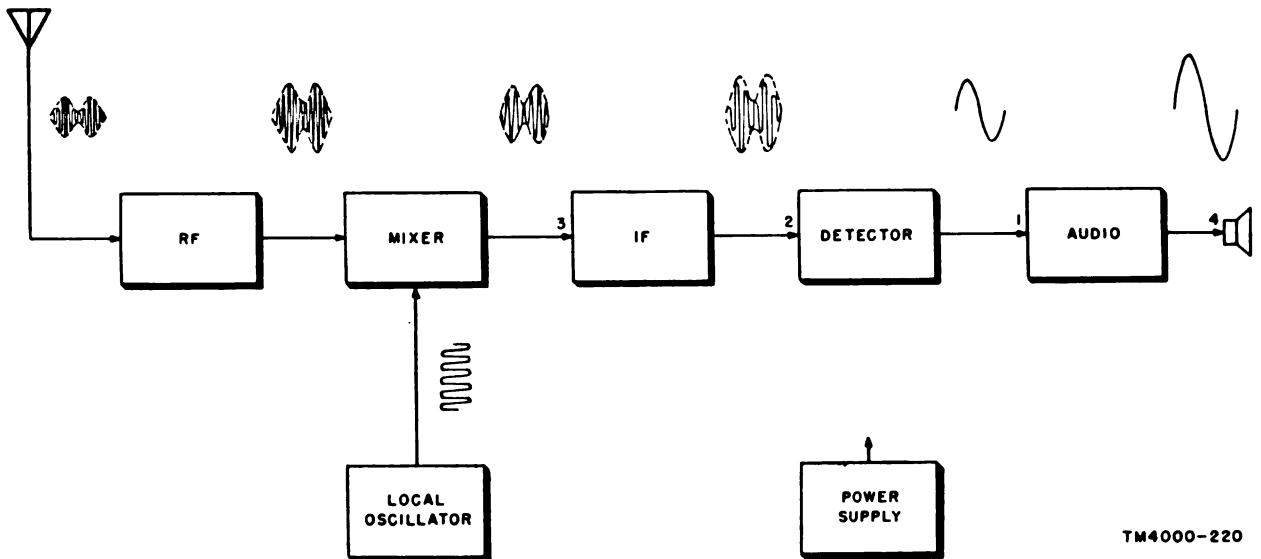 RF
MIXER
3
IF
2
DETECTOR
1
AUDIO
4
LOCAL
OSCILLATOR
POWER
SUPPLY
TM4000-220